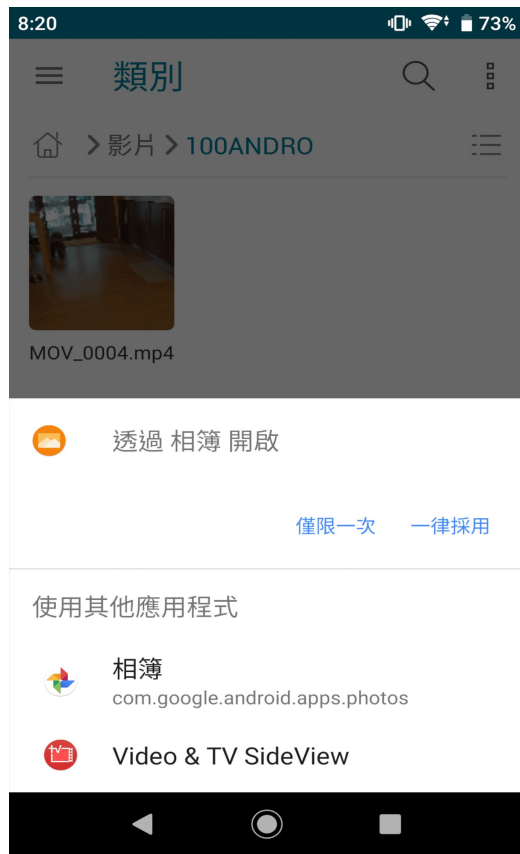 8:20
73%
類別
影片
100ANDRO
MOV_0004.mp4
透過 相簿 開啟
僅限一次 一律採用
使用其他應用程式
相簿
com.google.android.apps.photos
Video & TV SideView